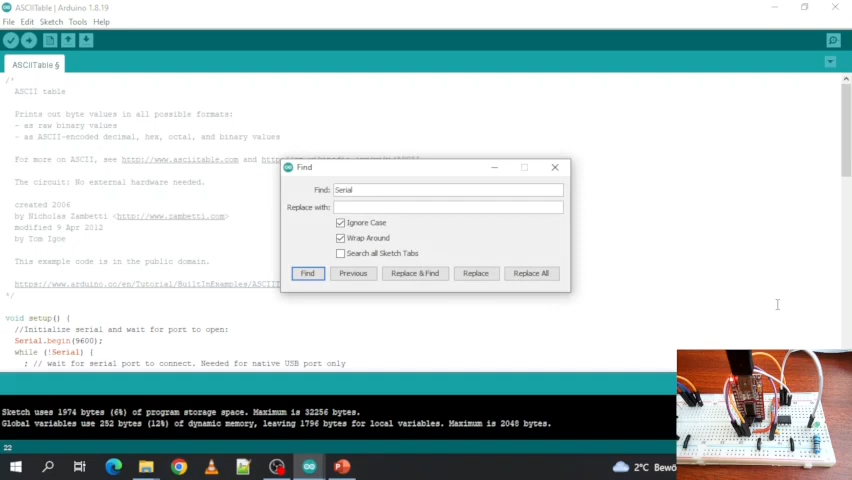 ASCIITable | Arduino 1.8.19
File Edit Sketch Tools Help
ASCIITable §
/*
ASCII table
Prints out byte values in all possible formats:
- as raw binary values
- as ASCII-encoded decimal, hex, octal, and binary values
For more on ASCII, see http://www.asciitable.com and
The circuit: No external hardware needed.
created 2006
by Nicholas Zambetti <http://www.zambetti.com>
modified 9 Apr 2012
by Tom Igoe
This example code is in the public domain.
https://www.arduino.cc/en/Tutorial/BuiltInExamples/ASCII
*/
void setup() {
//Initialize serial and wait for port to open:
Serial.begin(9600);
while (!Serial) {
; // wait for serial port to connect. Needed for native USB port only
Find
Find: Serial
Replace with:
Ignore Case
Wrap Around
Search all Sketch Tabs
Find Previous Replace & Find Replace Replace All
Sketch uses 1974 bytes (6%) of program storage space. Maximum is 32256 bytes.
Global variables use 252 bytes (12%) of dynamic memory, leaving 1796 bytes for local variables. Maximum is 2048 bytes.
22
2°C Bewö